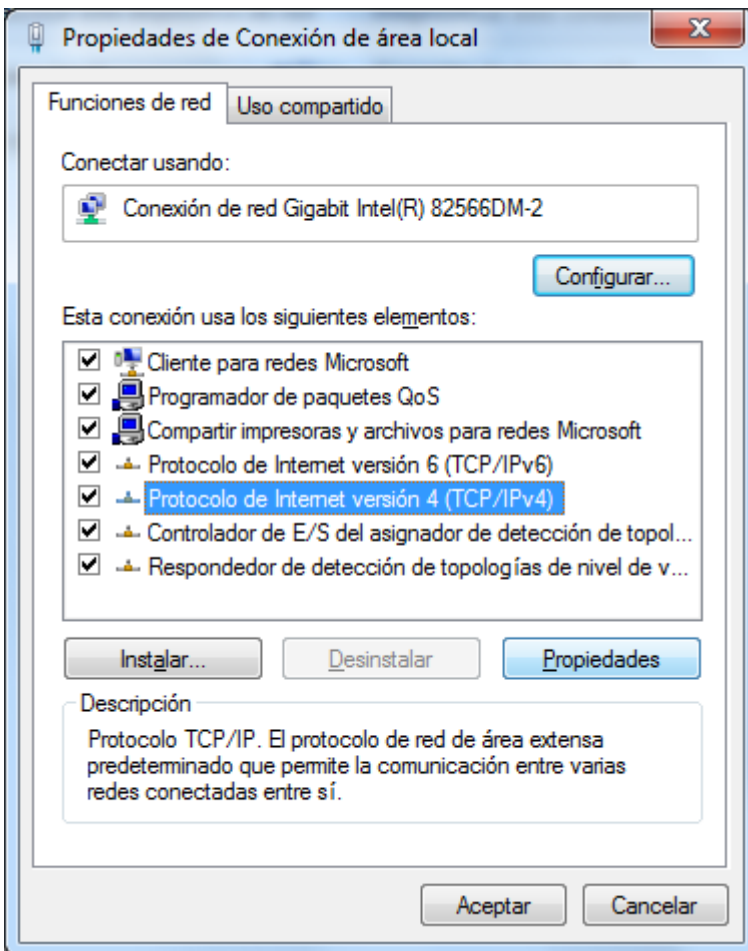 Propiedades de Conexión de área local
Funciones de red
Uso compartido
Conectar usando:
Conexión de red Gigabit Intel(R) 82566DM-2
Configurar...
Esta conexión usa los siguientes elementos:
Cliente para redes Microsoft
Programador de paquetes QoS
Compartir impresoras y archivos para redes Microsoft
Protocolo de Internet versión 6 (TCP/IPv6)
Protocolo de Internet versión 4 (TCP/IPv4)
Controlador de E/S del asignador de detección de topol...
Respondedor de detección de topologías de nivel de v...
Instalar...
Desinstalar
Propiedades
Descripción
Protocolo TCP/IP. El protocolo de red de área extensa
predeterminado que permite la comunicación entre varias
redes conectadas entre sí.
Aceptar
Cancelar